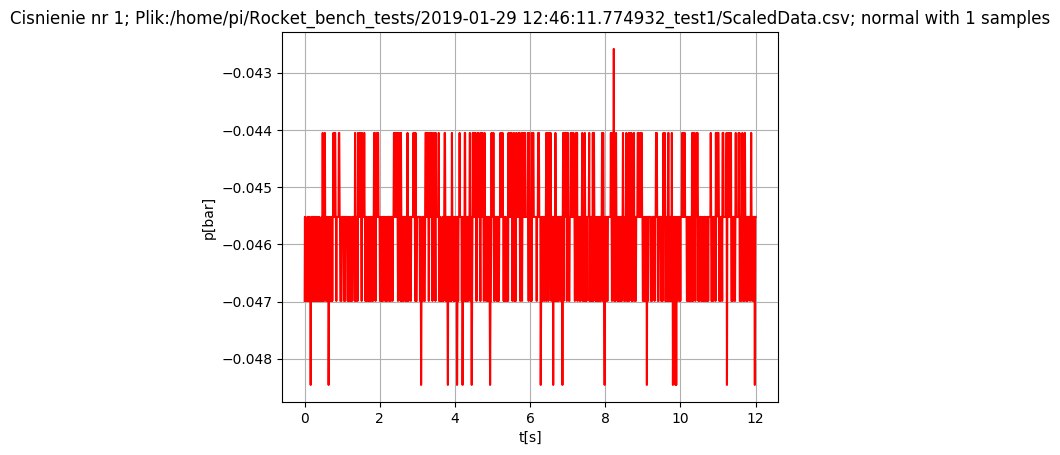 Cisnienie nr 1; Plik:/home/pi/Rocket_bench_tests/2019-01-29 12:46:11.774932_test1/ScaledData.csv; normal with 1 samples
−0.043
−0.044
−0.045
−0.046
−0.047
−0.048
p[bar]
0 2 4 6 8 10 12
t[s]